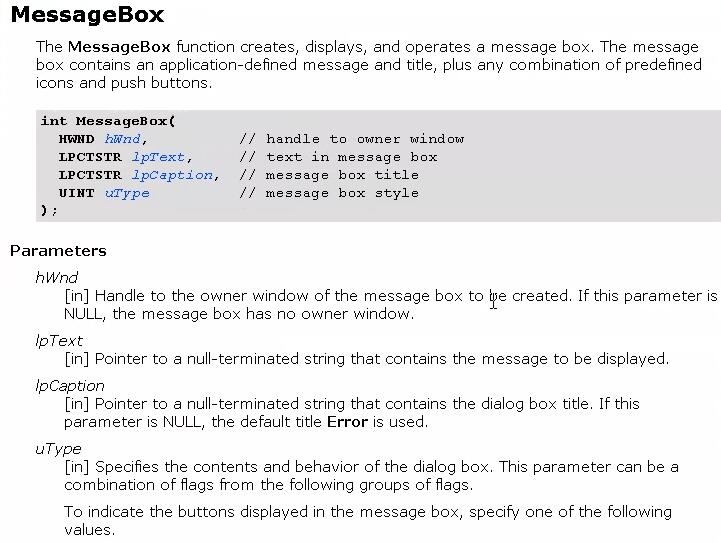 MessageBox
The MessageBox function creates, displays, and operates a message box. The message
box contains an application-defined message and title, plus any combination of predefined
icons and push buttons.
int MessageBox(
HWND hWnd, // handle to owner window
LPCTSTR lpText, // text in message box
LPCTSTR lpCaption, // message box title
UINT uType // message box style
);
Parameters
hWnd
[in] Handle to the owner window of the message box to be created. If this parameter is
NULL, the message box has no owner window.
lpText
[in] Pointer to a null-terminated string that contains the message to be displayed.
lpCaption
[in] Pointer to a null-terminated string that contains the dialog box title. If this
parameter is NULL, the default title Error is used.
uType
[in] Specifies the contents and behavior of the dialog box. This parameter can be a
combination of flags from the following groups of flags.
To indicate the buttons displayed in the message box, specify one of the following
values.